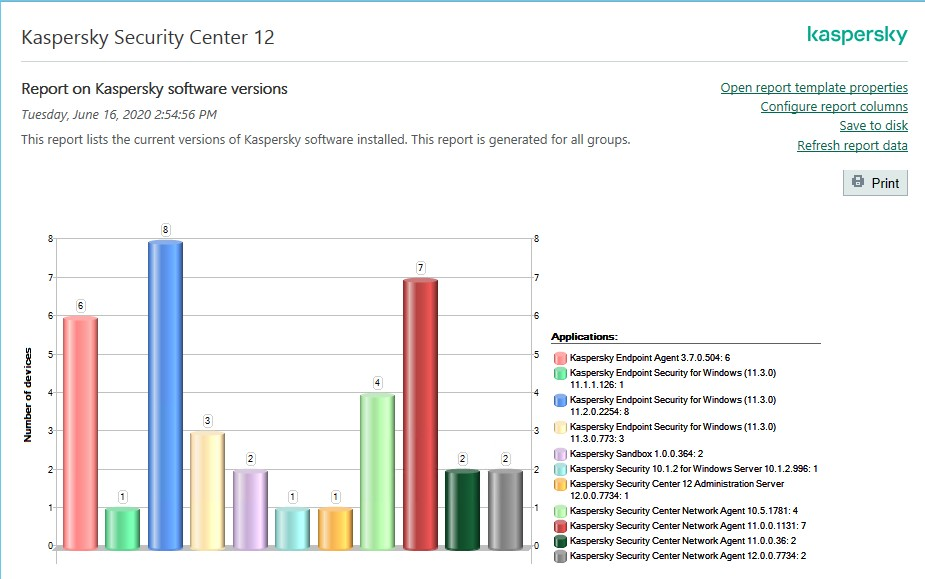 Kaspersky Security Center 12
kaspersky
Report on Kaspersky software versions
Tuesday, June 16, 2020 2:54:56 PM
This report lists the current versions of Kaspersky software installed. This report is generated for all groups.
Open report template properties
Configure report columns
Save to disk
Refresh report data
Print
Number of devices
8
7
6
5
4
3
2
1
0
6
1
8
3
2
1
1
4
7
2
2
8
7
6
5
4
3
2
1
0
Applications:
Kaspersky Endpoint Agent 3.7.0.504: 6
Kaspersky Endpoint Security for Windows (11.3.0)
11.1.1.126: 1
Kaspersky Endpoint Security for Windows (11.3.0)
11.2.0.2254: 8
Kaspersky Endpoint Security for Windows (11.3.0)
11.3.0.773: 3
Kaspersky Sandbox 1.0.0.364: 2
Kaspersky Security 10.1.2 for Windows Server 10.1.2.996: 1
Kaspersky Security Center 12 Administration Server
12.0.0.7734: 1
Kaspersky Security Center Network Agent 10.5.1781: 4
Kaspersky Security Center Network Agent 11.0.0.1131: 7
Kaspersky Security Center Network Agent 11.0.0.36: 2
Kaspersky Security Center Network Agent 12.0.0.7734: 2